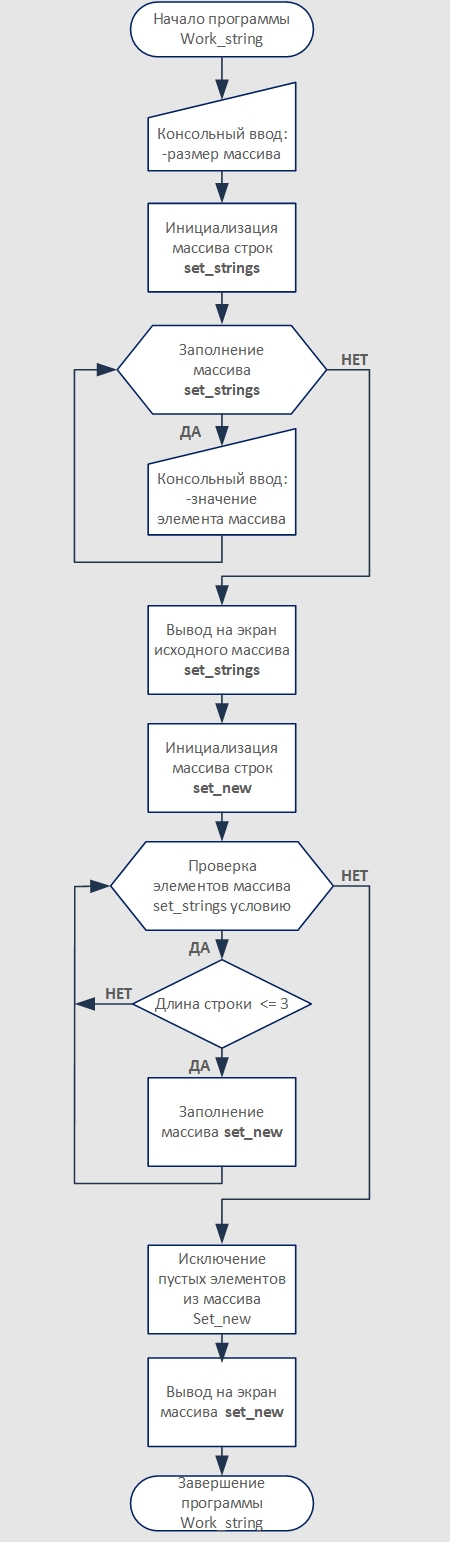 Начало программы
Work_string
Консольный ввод:
-размер массива
Инициализация
массива строк
set_strings
Заполнение
массива
set_strings
НЕТ
ДА
Консольный ввод:
-значение
элемента массива
Вывод на экран
исходного массива
set_strings
Инициализация
массива строк
set_new
Проверка
элементов массива
set_strings условию
НЕТ
ДА
НЕТ
Длина строки <= 3
ДА
Заполнение
массива set_new
Исключение
пустых элементов
из массива
Set_new
Вывод на экран
массива set_new
Завершение
программы
Work_string